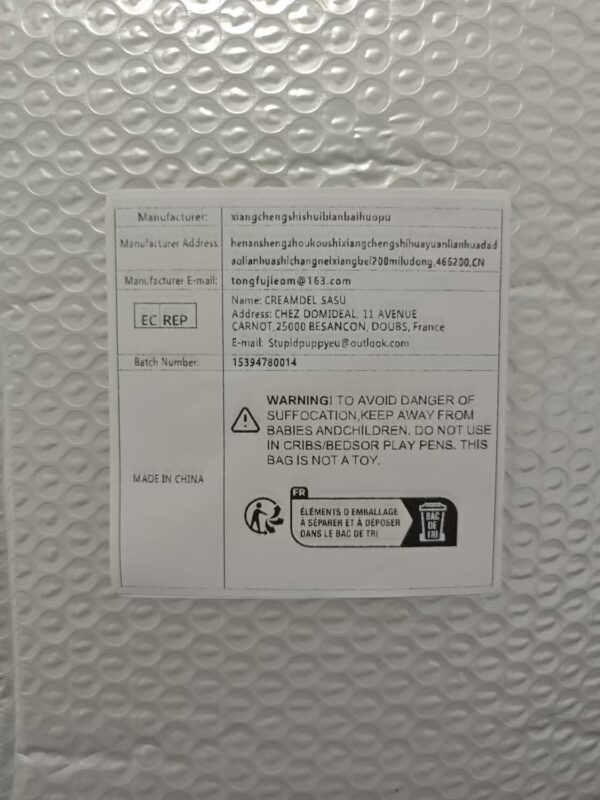 Manufacturer: xiangchengshishuibianbaihuopu
Manufacturer Address: henanshengzhoukoushixiangchengshihuayuanlianhuadad
aolianhuashichangneixiangbei200miludong,466200,CN
Manufacturer E-mail: tongfujieom@163.com
EC REP
Name: CREAMDEL SASU
Address: CHEZ DOMIDEAL, 11 AVENUE
CARNOT,25000 BESANCON, DOUBS, France
E-mail: Stupidpuppyeu@outlook.com
Batch Number: 15394780014
MADE IN CHINA
WARNING! TO AVOID DANGER OF
SUFFOCATION,KEEP AWAY FROM
BABIES ANDCHILDREN. DO NOT USE
IN CRIBS/BEDSOR PLAY PENS. THIS
BAG IS NOT A TOY.
FR
ÉLÉMENTS D EMBALLAGE
À SÉPARER ET À DÉPOSER
DANS LE BAC DE TRI
BAC
DE
TRI